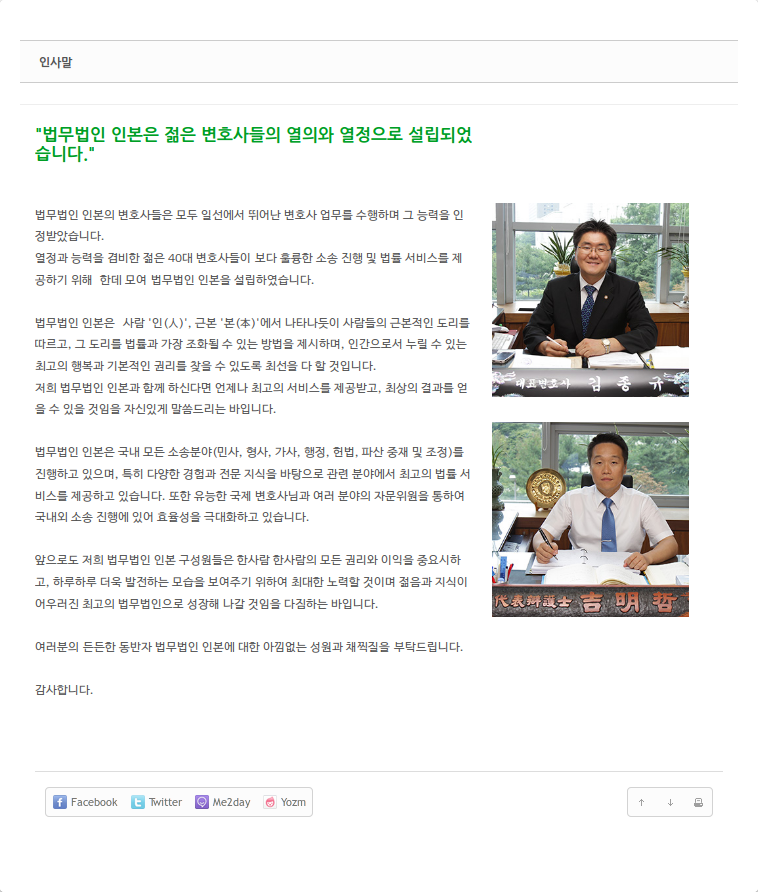 인사말
"법무법인 인본은 젊은 변호사들의 열의와 열정으로 설립되었
습니다."
법무법인 인본의 변호사들은 모두 일선에서 뛰어난 변호사 업무를 수행하며 그 능력을 인
정받았습니다.
열정과 능력을 겸비한 젊은 40대 변호사들이 보다 훌륭한 소송 진행 및 법률 서비스를 제
공하기 위해  한데 모여 법무법인 인본을 설립하였습니다.
법무법인 인본은  사람 '인(人)', 근본 '본(本)'에서 나타나듯이 사람들의 근본적인 도리를
따르고, 그 도리를 법률과 가장 조화될 수 있는 방법을 제시하며, 인간으로서 누릴 수 있는
최고의 행복과 기본적인 권리를 찾을 수 있도록 최선을 다 할 것입니다.
저희 법무법인 인본과 함께 하신다면 언제나 최고의 서비스를 제공받고, 최상의 결과를 얻
을 수 있을 것임을 자신있게 말씀드리는 바입니다.
법무법인 인본은 국내 모든 소송분야(민사, 형사, 가사, 행정, 헌법, 파산 중재 및 조정)를
진행하고 있으며, 특히 다양한 경험과 전문 지식을 바탕으로 관련 분야에서 최고의 법률 서
비스를 제공하고 있습니다. 또한 유능한 국제 변호사님과 여러 분야의 자문위원을 통하여
국내외 소송 진행에 있어 효율성을 극대화하고 있습니다.
앞으로도 저희 법무법인 인본 구성원들은 한사람 한사람의 모든 권리와 이익을 중요시하
고, 하루하루 더욱 발전하는 모습을 보여주기 위하여 최대한 노력할 것이며 젊음과 지식이
어우러진 최고의 법무법인으로 성장해 나갈 것임을 다짐하는 바입니다.
여러분의 든든한 동반자 법무법인 인본에 대한 아낌없는 성원과 채찍질을 부탁드립니다.
감사합니다.
대표변호사 김종규
代表辯護士 吉明哲
Facebook Twitter Me2day Yozm